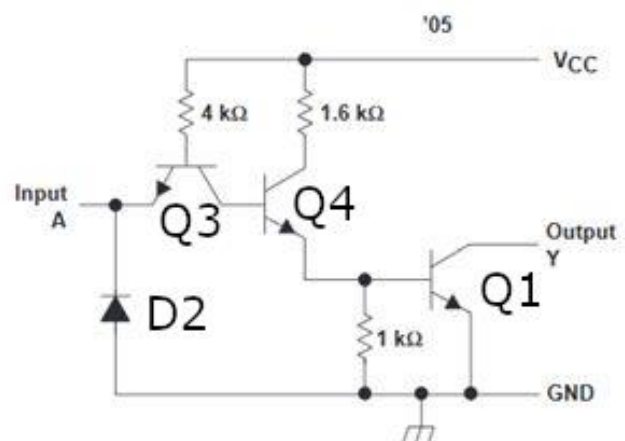 '05
VCC
4 kΩ
1.6 kΩ
Input
A
Q3
Q4
Output
Y
Q1
D2
1 kΩ
GND